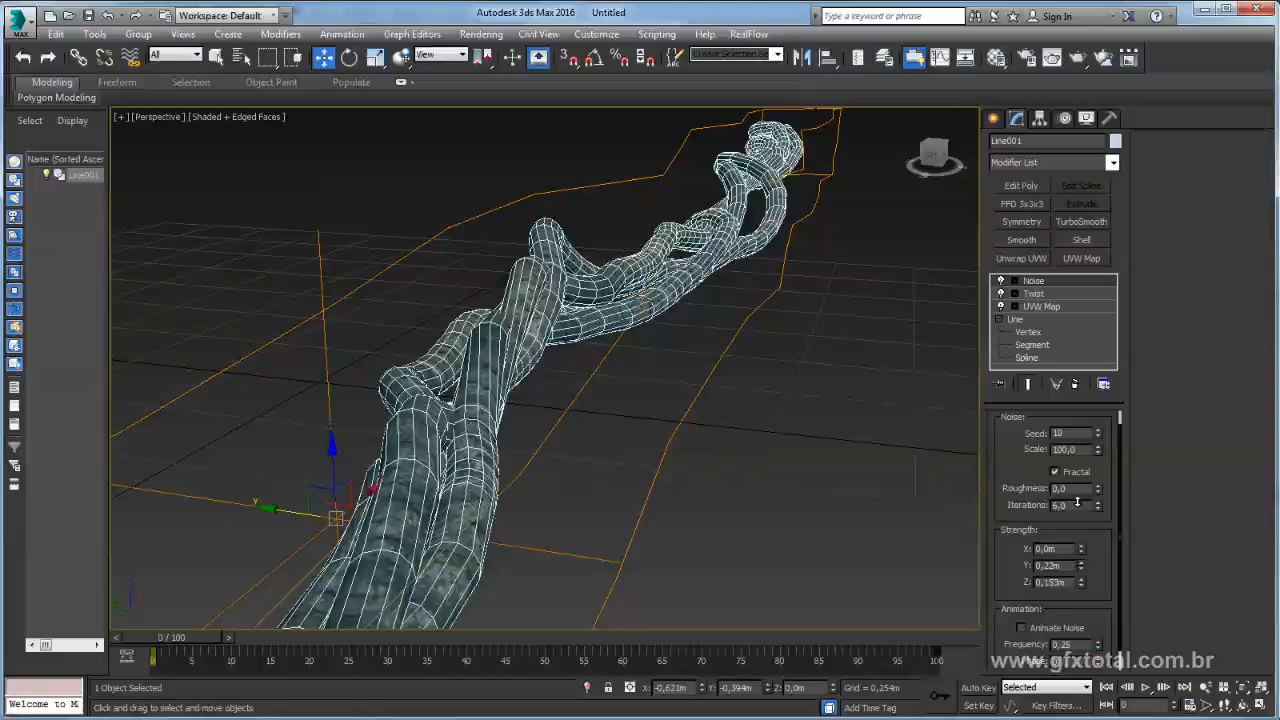 Workspace: Default
Autodesk 3ds Max 2016 Untitled
Type a keyword or phrase
Sign In
MAX
Edit Tools Group Views Create Modifiers Animation Graph Editors Rendering Civil View Customize Scripting Help RealFlow
All
View
Modeling Freeform Selection Object Paint Populate
Polygon Modeling
Select Display
[ + ] [Perspective ] [Shaded + Edged Faces ]
Name (Sorted Ascen
Line001
Line001
Modifier List
Edit Poly Edit Spline
FFD 3x3x3 Extrude
Symmetry TurboSmooth
Smooth Shell
Unwrap UVW UVW Map
Noise
Twist
UVW Map
Line
Vertex
Segment
Spline
Noise:
Seed: 10
Scale: 100,0
Fractal
Roughness: 0,0
Iterations: 6,0
Strength:
X: 0,0m
Y: 0,22m
Z: 0,153m
Animation:
Animate Noise
Frequency: 0,25
www.gfxtotal.com.br
0 / 100
0 5 10 15 20 25 30 35 40 45 50 55 60 65 70 75 80 85 90 95 100
1 Object Selected
X: -0,621m Y: -0,394m Z: 0,0m Grid = 0,254m
Auto Key Selected
Welcome to M
Click and drag to select and move objects
Add Time Tag
Set Key Key Filters...
0